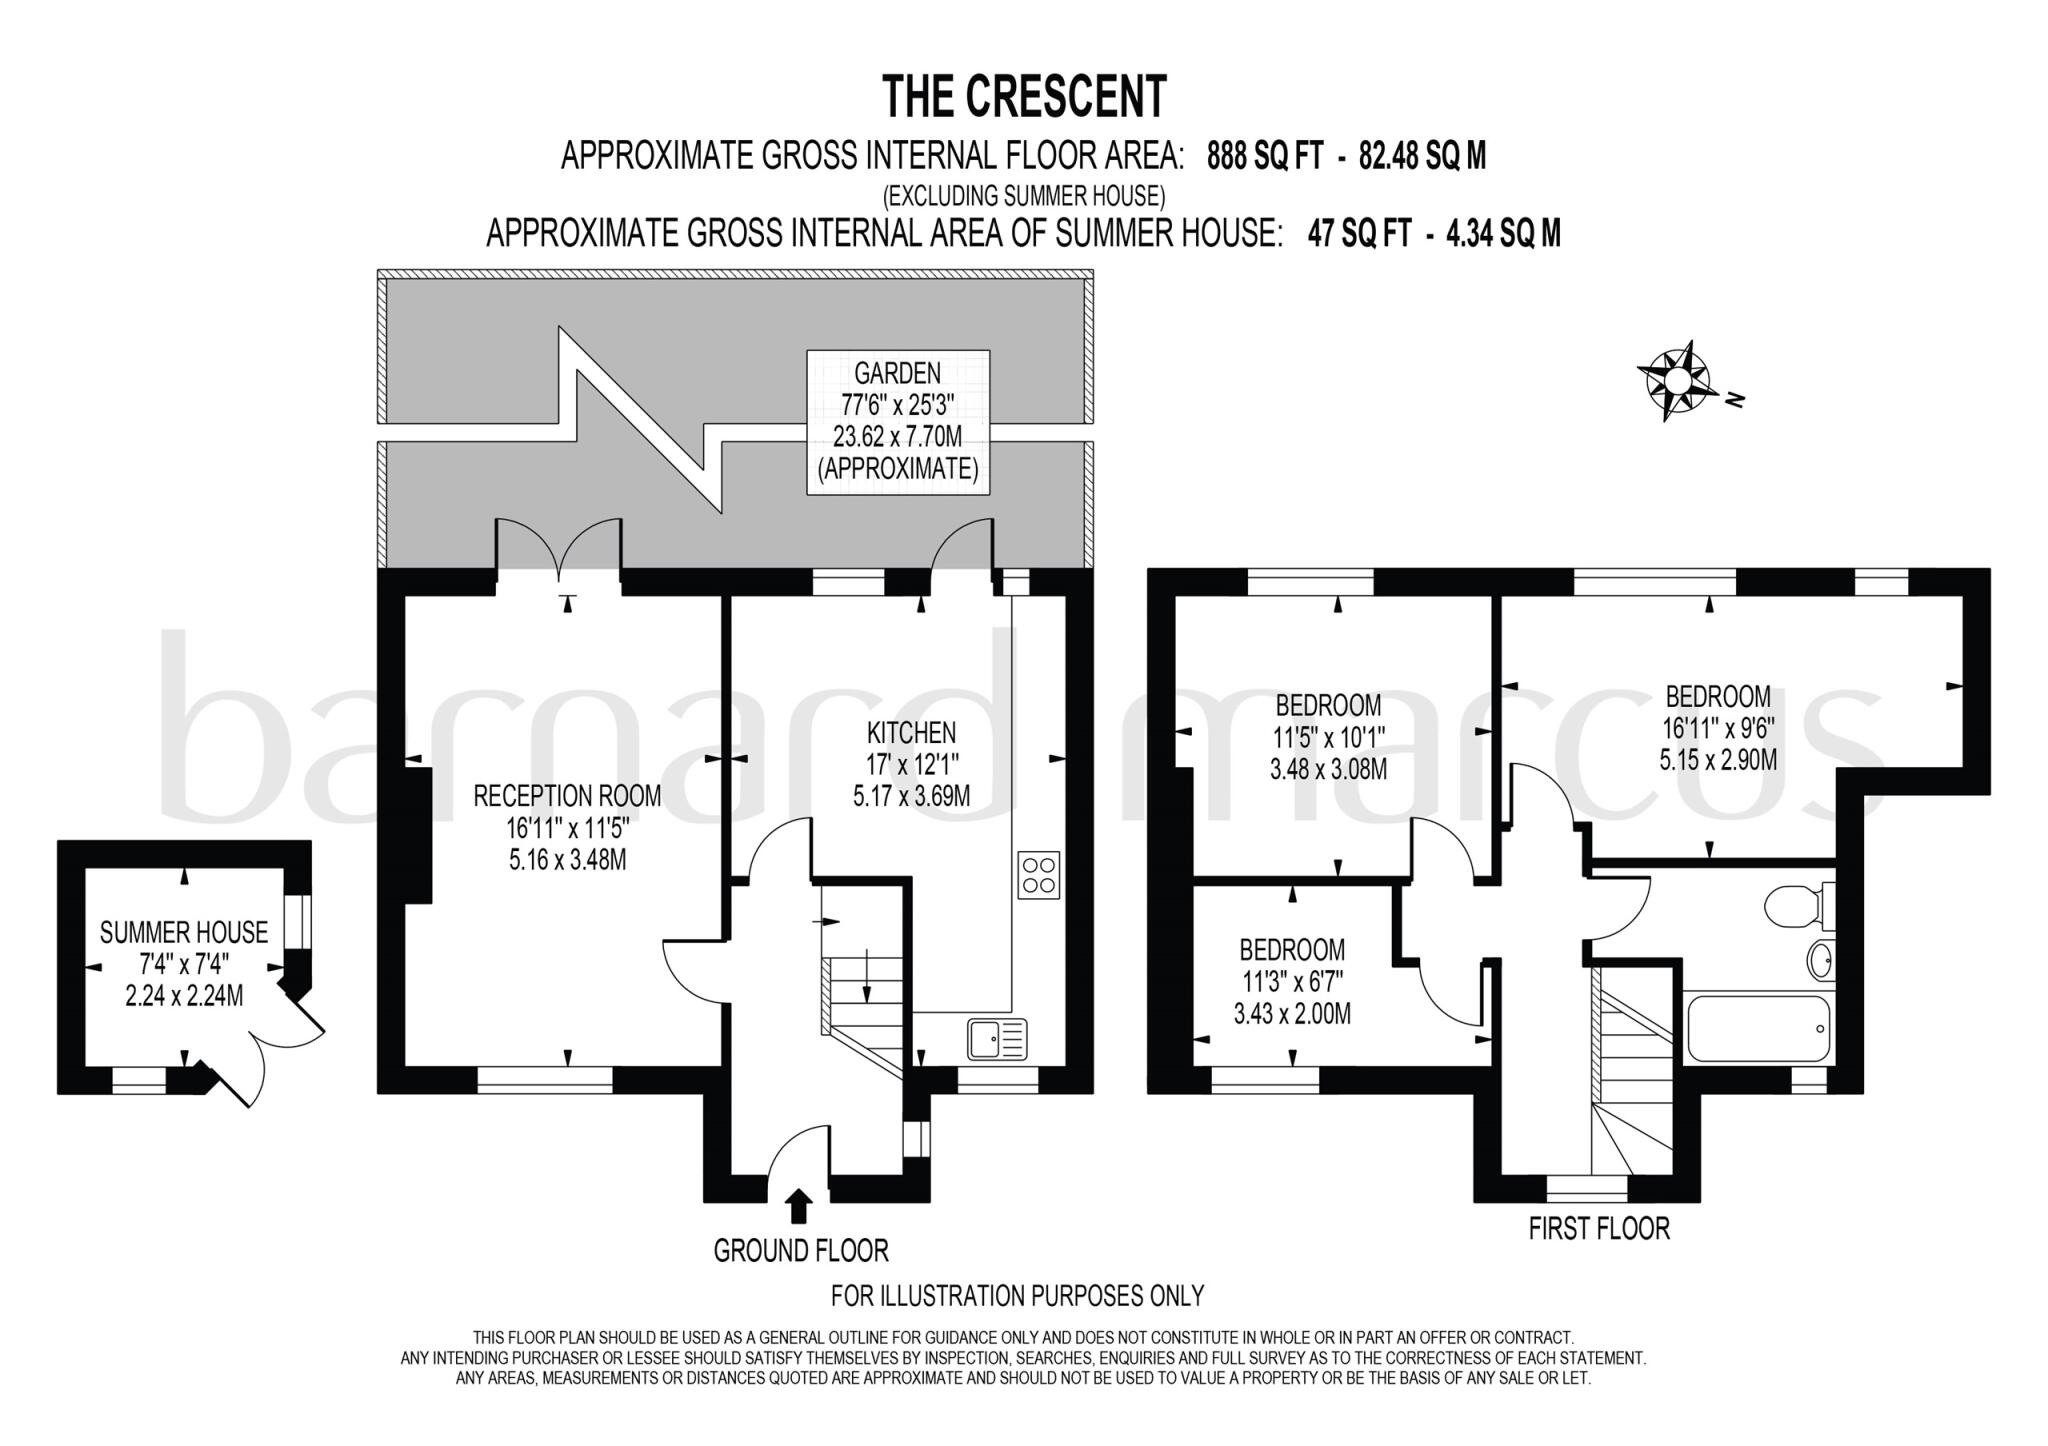 THE CRESCENT
APPROXIMATE GROSS INTERNAL FLOOR AREA: 888 SQ FT - 82.48 SQ M
(EXCLUDING SUMMER HOUSE)
APPROXIMATE GROSS INTERNAL AREA OF SUMMER HOUSE: 47 SQ FT - 4.34 SQ M
GARDEN
77'6" x 25'3"
23.62 x 7.70M
(APPROXIMATE)
N
barnard marcus
RECEPTION ROOM
16'11" x 11'5"
5.16 x 3.48M
KITCHEN
17' x 12'1"
5.17 x 3.69M
BEDROOM
11'5" x 10'1"
3.48 x 3.08M
BEDROOM
16'11" x 9'6"
5.15 x 2.90M
SUMMER HOUSE
7'4" x 7'4"
2.24 x 2.24M
BEDROOM
11'3" x 6'7"
3.43 x 2.00M
GROUND FLOOR
FIRST FLOOR
FOR ILLUSTRATION PURPOSES ONLY
THIS FLOOR PLAN SHOULD BE USED AS A GENERAL OUTLINE FOR GUIDANCE ONLY AND DOES NOT CONSTITUTE IN WHOLE OR IN PART AN OFFER OR CONTRACT.
ANY INTENDING PURCHASER OR LESSEE SHOULD SATISFY THEMSELVES BY INSPECTION, SEARCHES, ENQUIRIES AND FULL SURVEY AS TO THE CORRECTNESS OF EACH STATEMENT.
ANY AREAS, MEASUREMENTS OR DISTANCES QUOTED ARE APPROXIMATE AND SHOULD NOT BE USED TO VALUE A PROPERTY OR BE THE BASIS OF ANY SALE OR LET.